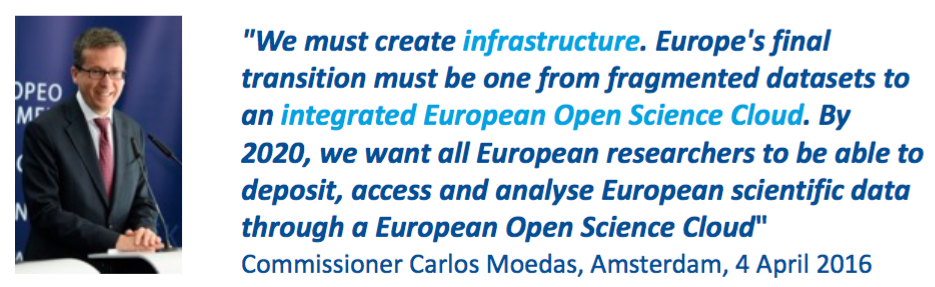 "We must create infrastructure. Europe's final
transition must be one from fragmented datasets to
an integrated European Open Science Cloud. By
2020, we want all European researchers to be able to
deposit, access and analyse European scientific data
through a European Open Science Cloud"
Commissioner Carlos Moedas, Amsterdam, 4 April 2016
OPEO